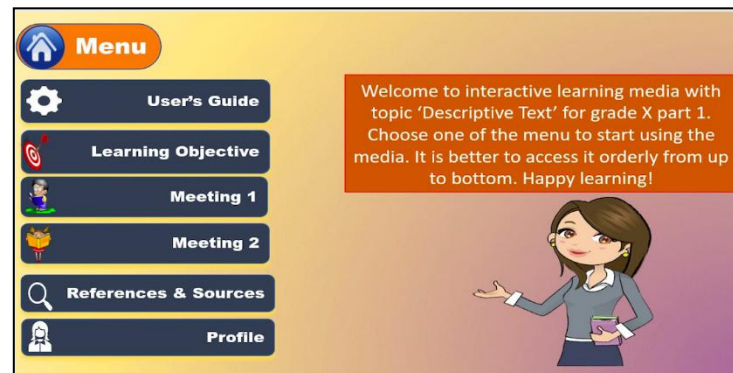 Menu
User's Guide
Learning Objective
Meeting 1
Meeting 2
References & Sources
Profile
Welcome to interactive learning media with
topic ‘Descriptive Text’ for grade X part 1.
Choose one of the menu to start using the
media. It is better to access it orderly from up
to bottom. Happy learning!